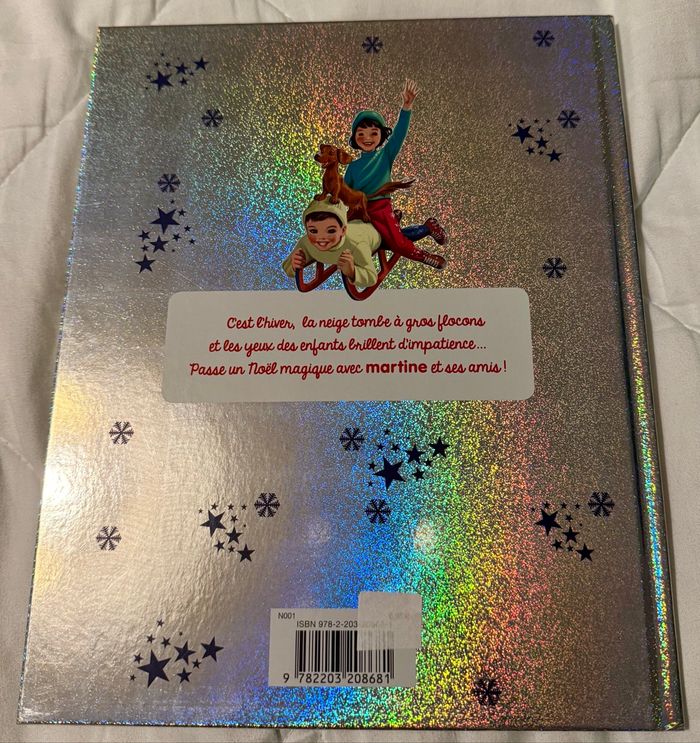 C'est l'hiver, la neige tombe à gros flocons
et les yeux des enfants brillent d'impatience...
Passe un Noël magique avec martine et ses amis !
N001
ISBN 978-2-203
9 782203 208681